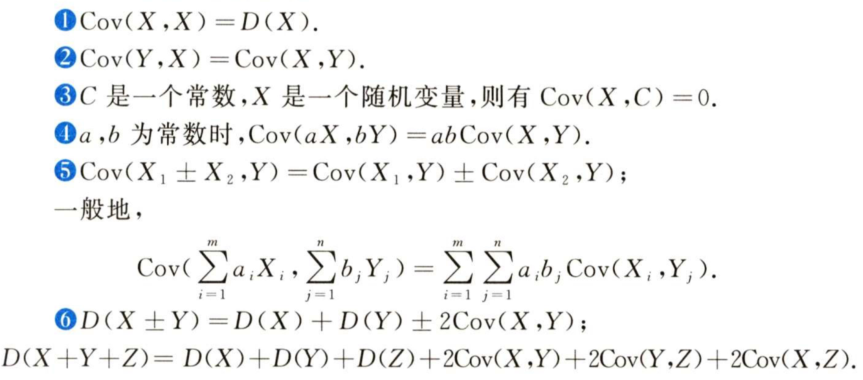 ❶Cov(X,X)=D(X).
❷Cov(Y,X)=Cov(X,Y).
❸C 是一个常数,X 是一个随机变量,则有 Cov(X,C)=0.
❹a,b 为常数时,Cov(aX,bY)=abCov(X,Y).
❺Cov(X₁±X₂,Y)=Cov(X₁,Y)±Cov(X₂,Y);
一般地,
Cov(∑_{i=1}^{m} a_iX_i, ∑_{j=1}^{n} b_jY_j)=∑_{i=1}^{m} ∑_{j=1}^{n} a_ib_jCov(X_i,Y_j).
❻D(X±Y)=D(X)+D(Y)±2Cov(X,Y);
D(X+Y+Z)= D(X)+D(Y)+D(Z)+2Cov(X,Y)+2Cov(Y,Z)+2Cov(X,Z).